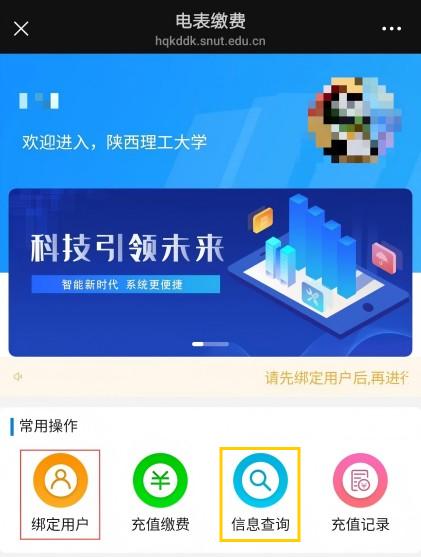 电表缴费
hqkddk.snut.edu.cn
欢迎进入，陕西理工大学
科技引领未来
智能新时代 系统更便捷
请先绑定用户后,再进行
常用操作
绑定用户
充值缴费
信息查询
充值记录